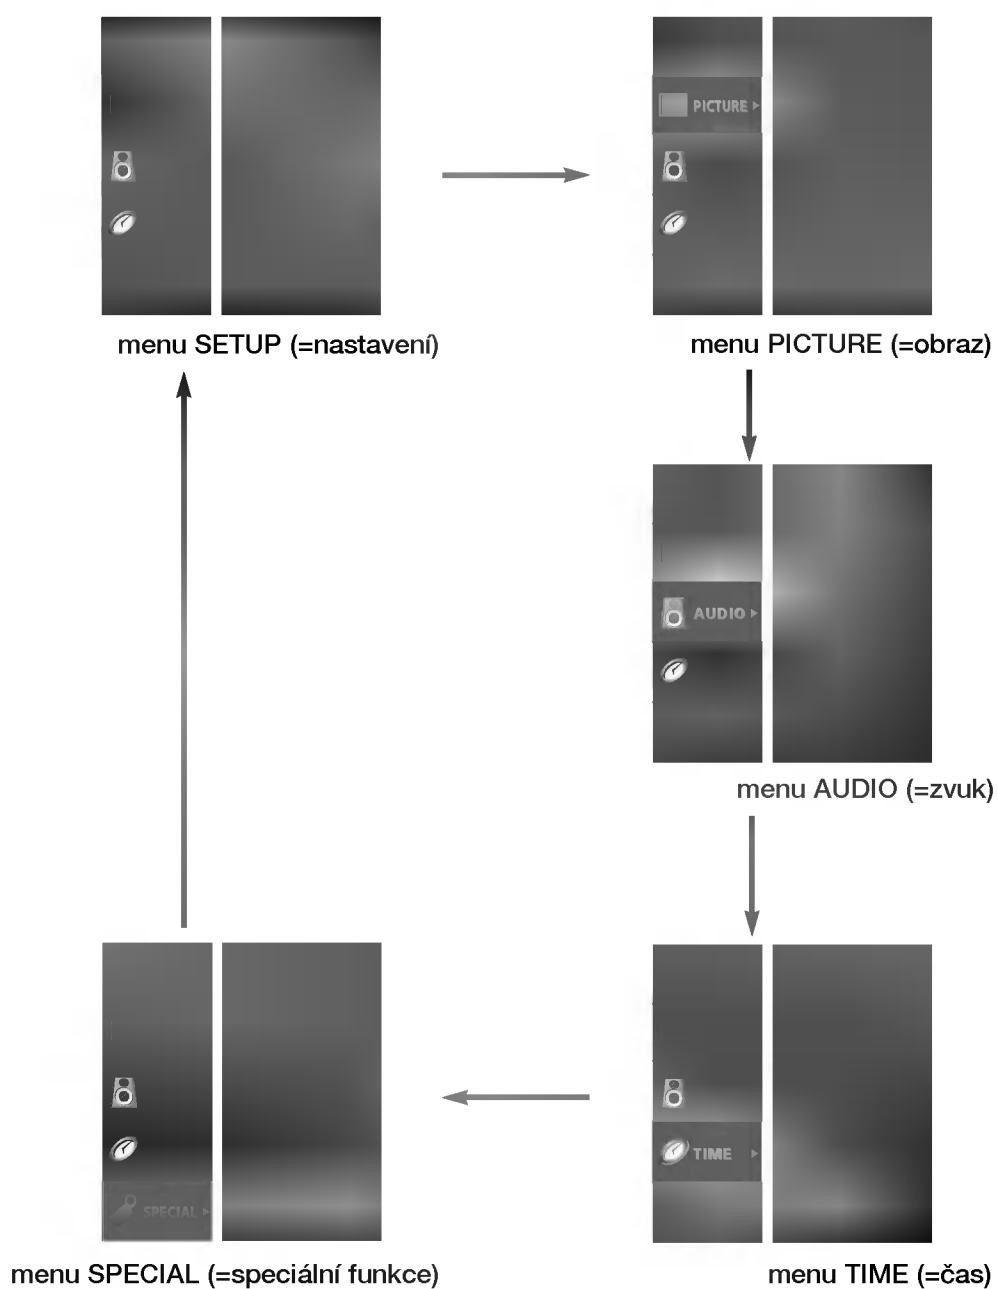 PICTURE
menu SETUP (=nastavení)
menu PICTURE (=obraz)
AUDIO
menu AUDIO (=zvuk)
TIME
SPECIAL
menu SPECIAL (=speciální funkce)
menu TIME (=čas)